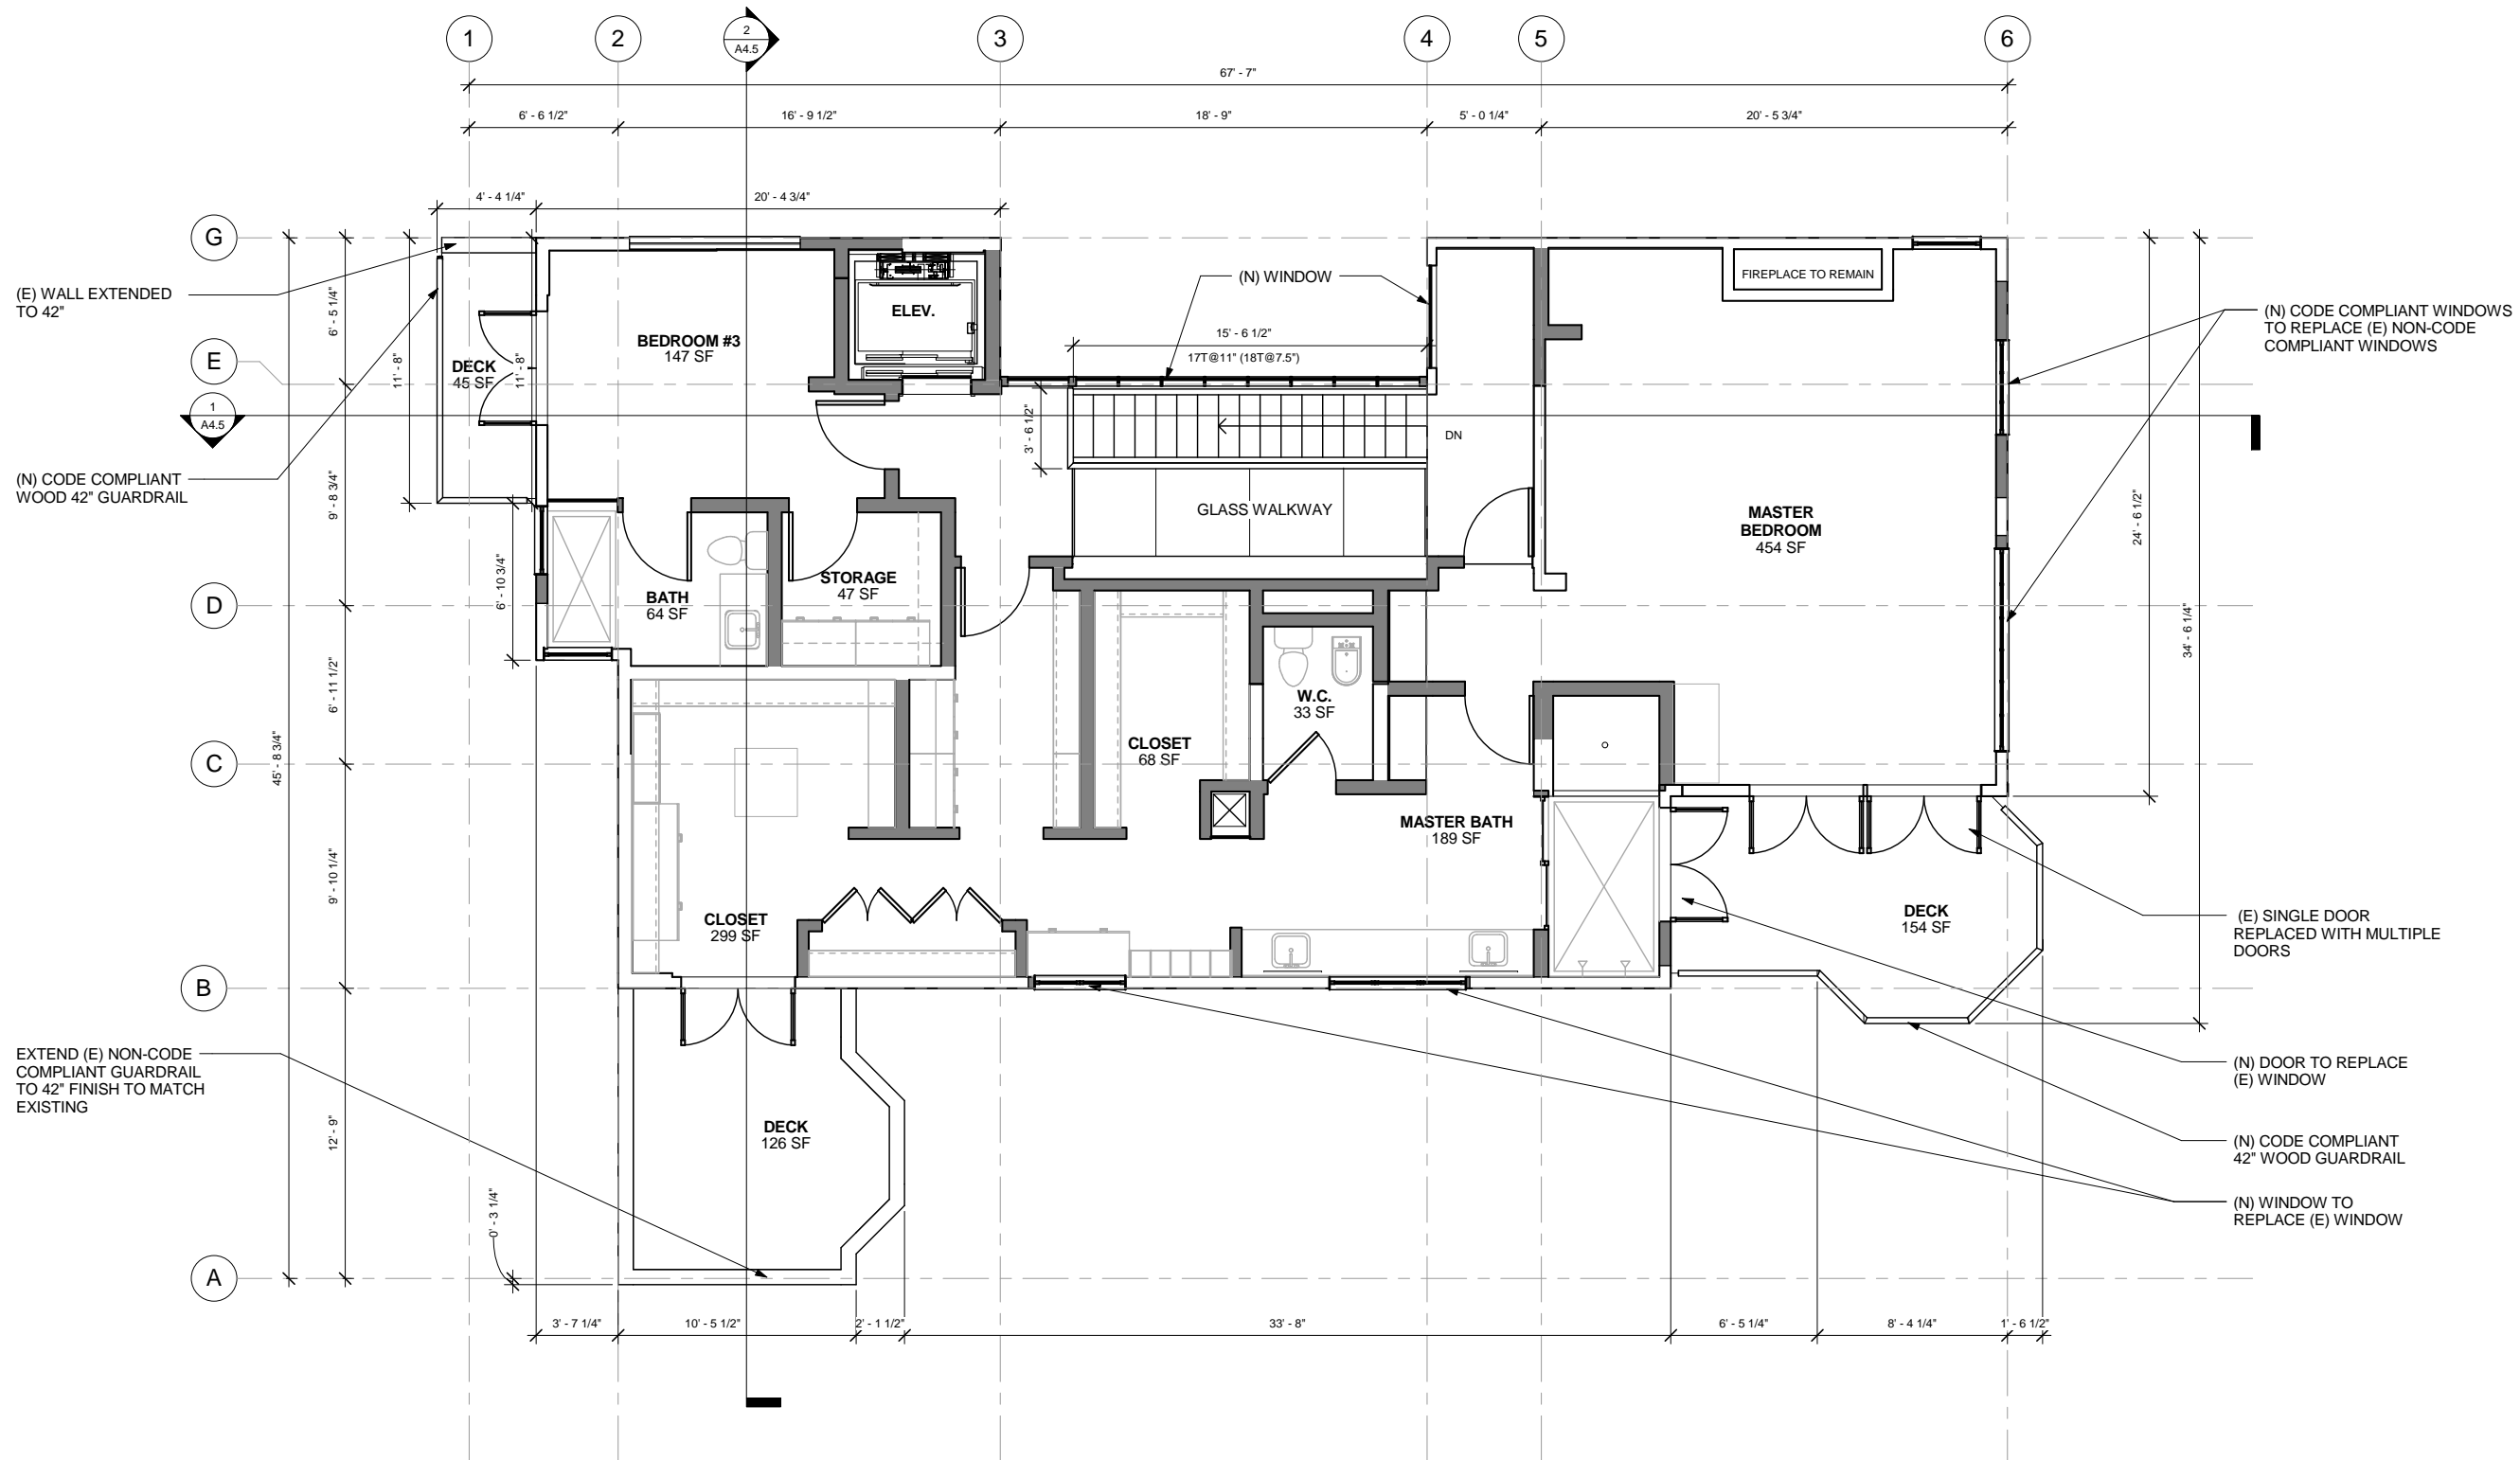 1
2
2
A4.5
3
4
5
6
67' - 7"
6' - 6 1/2"
16' - 9 1/2"
18' - 9"
5' - 0 1/4"
20' - 5 3/4"
4' - 4 1/4"
20' - 4 3/4"
G
E
1
A4.5
D
C
B
A
(E) WALL EXTENDED
TO 42"
(N) CODE COMPLIANT
WOOD 42" GUARDRAIL
EXTEND (E) NON-CODE
COMPLIANT GUARDRAIL
TO 42" FINISH TO MATCH
EXISTING
45' - 8 3/4"
6' - 5 1/4"
9' - 8 3/4"
6' - 11 1/2"
9' - 10 1/4"
12' - 9"
11' - 8"
11' - 8"
6' - 10 3/4"
0' - 3 1/4"
DECK
45 SF
BEDROOM #3
147 SF
ELEV.
(N) WINDOW
15' - 6 1/2"
17T@11" (18T@7.5")
3' - 6 1/2"
DN
GLASS WALKWAY
FIREPLACE TO REMAIN
MASTER
BEDROOM
454 SF
BATH
64 SF
STORAGE
47 SF
W.C.
33 SF
CLOSET
68 SF
MASTER BATH
189 SF
CLOSET
299 SF
DECK
154 SF
DECK
126 SF
24' - 6 1/2"
34' - 6 1/4"
(N) CODE COMPLIANT WINDOWS
TO REPLACE (E) NON-CODE
COMPLIANT WINDOWS
(E) SINGLE DOOR
REPLACED WITH MULTIPLE
DOORS
(N) DOOR TO REPLACE
(E) WINDOW
(N) CODE COMPLIANT
42" WOOD GUARDRAIL
(N) WINDOW TO
REPLACE (E) WINDOW
3' - 7 1/4"
10' - 5 1/2"
2' - 1 1/2"
33' - 8"
6' - 5 1/4"
8' - 4 1/4"
1' - 6 1/2"